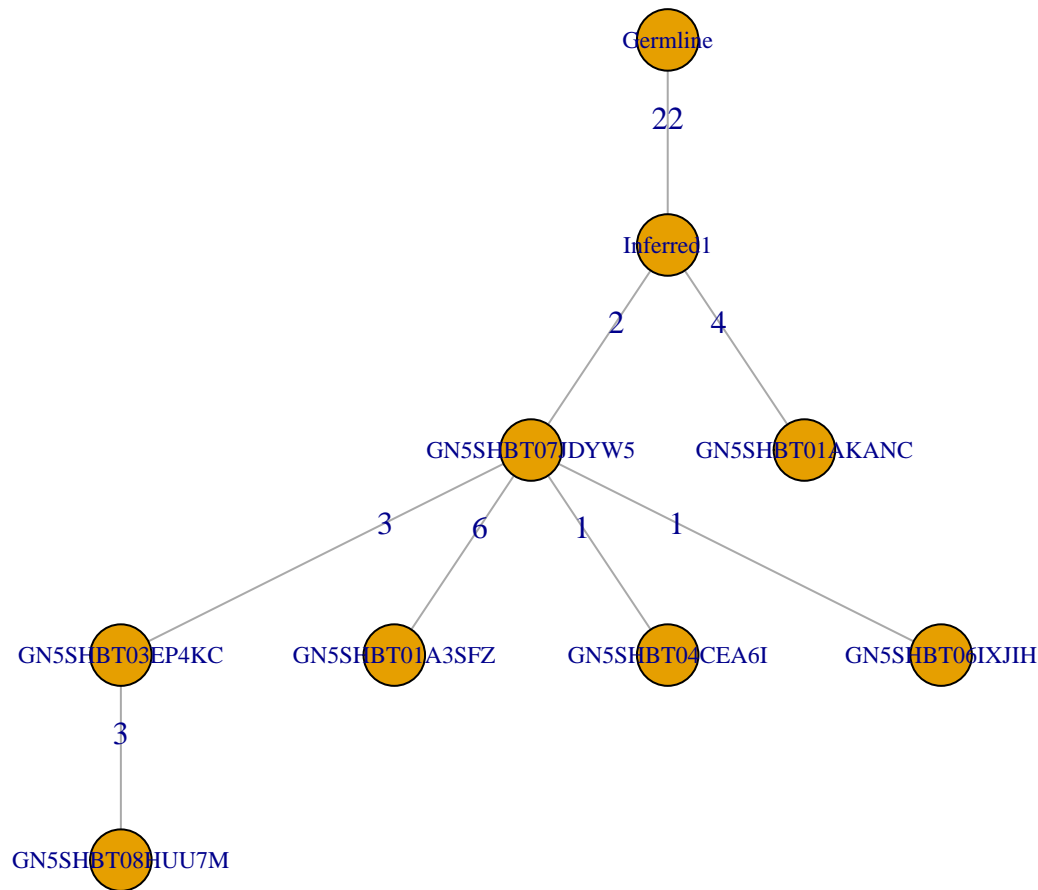 Germline
22
Inferred1
2
4
GN5SHBT07JDYW5
GN5SHBT01AKANC
3
6
1
1
GN5SHBT03EP4KC
GN5SHBT01A3SFZ
GN5SHBT04CEA6I
GN5SHBT06IXJIH
3
GN5SHBT08HUU7M